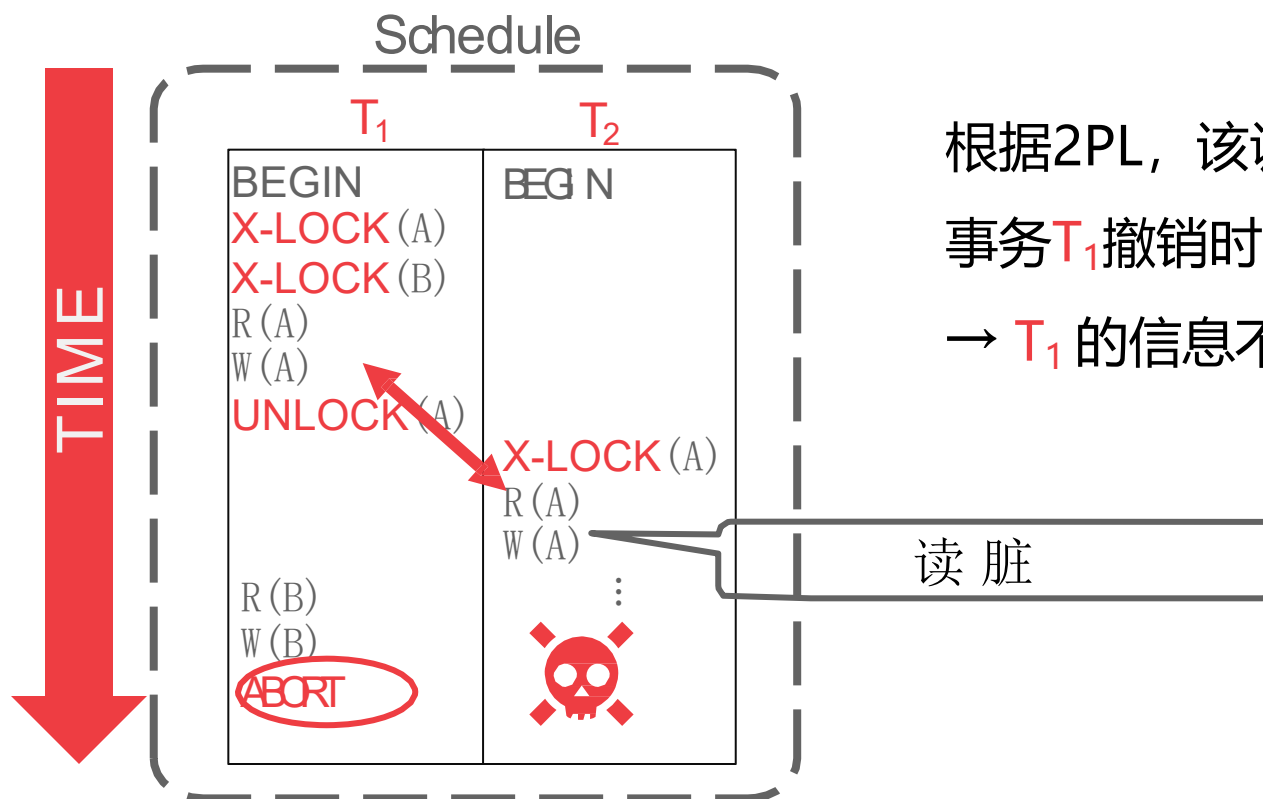 Schedule
TIME
T₁ T₂
BEGIN BEGIN
X-LOCK(A)
X-LOCK(B)
R(A)
W(A)
UNLOCK(A)
X-LOCK(A)
R(A)
W(A)
⋮
R(B)
W(B)
ABORT
根据2PL，该
事务T₁撤销时
→ T₁ 的信息
读 脏